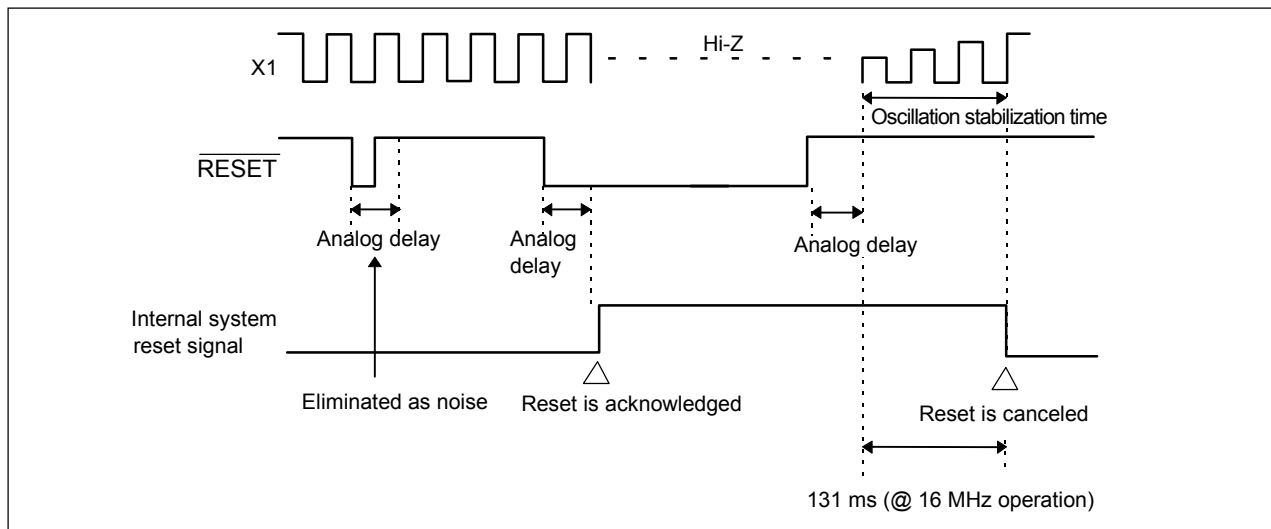 Hi-Z
X1
Oscillation stabilization time
RESET
Analog delay
Analog
delay
Analog delay
Internal system
reset signal
Eliminated as noise
Reset is acknowledged
Reset is canceled
131 ms (@ 16 MHz operation)